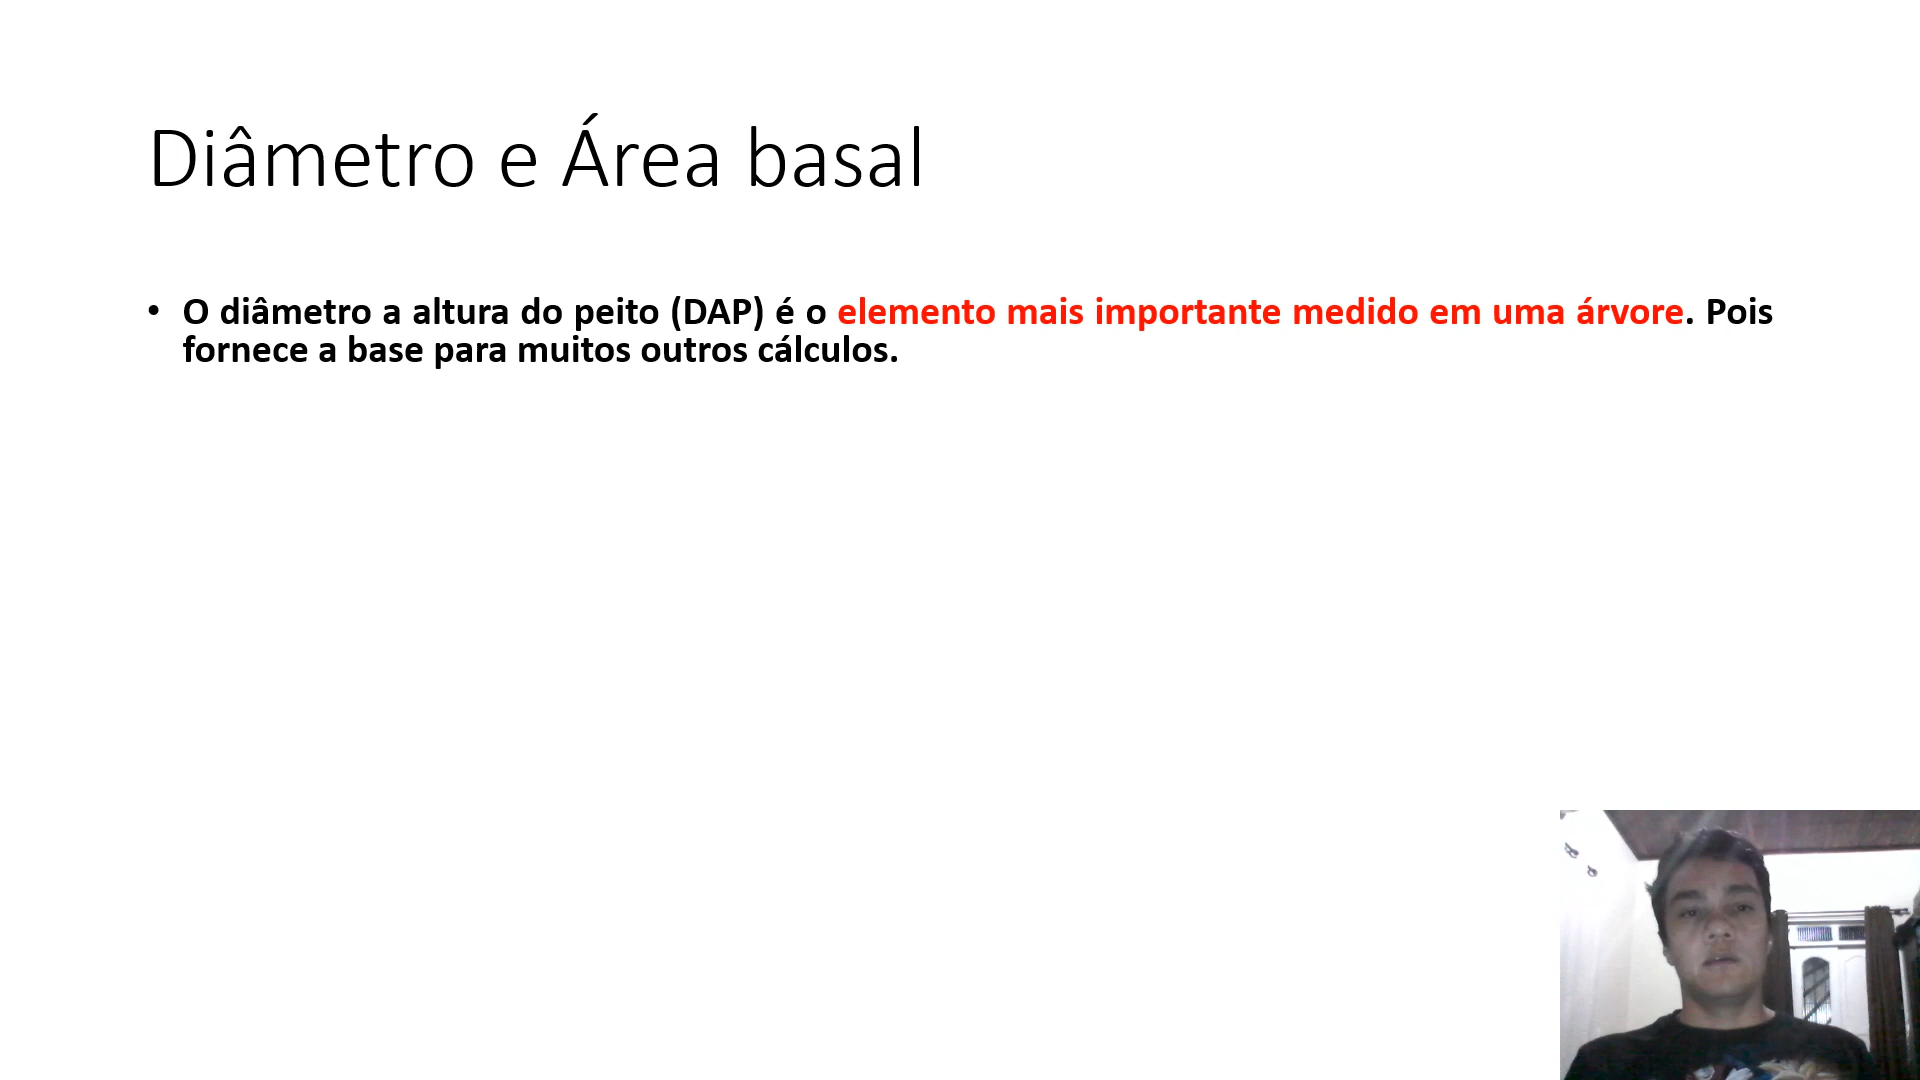 Diâmetro e Área basal
• O diâmetro a altura do peito (DAP) é o elemento mais importante medido em uma árvore. Pois
fornece a base para muitos outros cálculos.